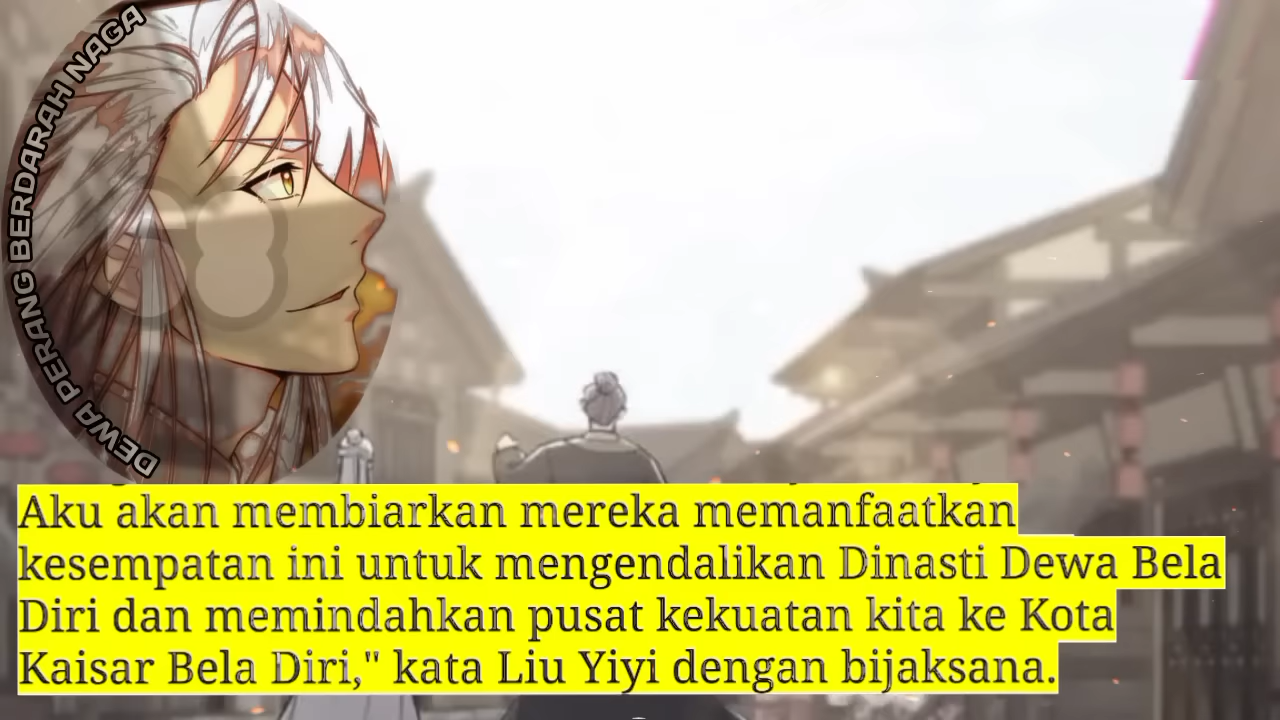 DEWA PERANG BERDARAH NAGA
Aku akan membiarkan mereka memanfaatkan
kesempatan ini untuk mengendalikan Dinasti Dewa Bela
Diri dan memindahkan pusat kekuatan kita ke Kota
Kaisar Bela Diri," kata Liu Yiyi dengan bijaksana.